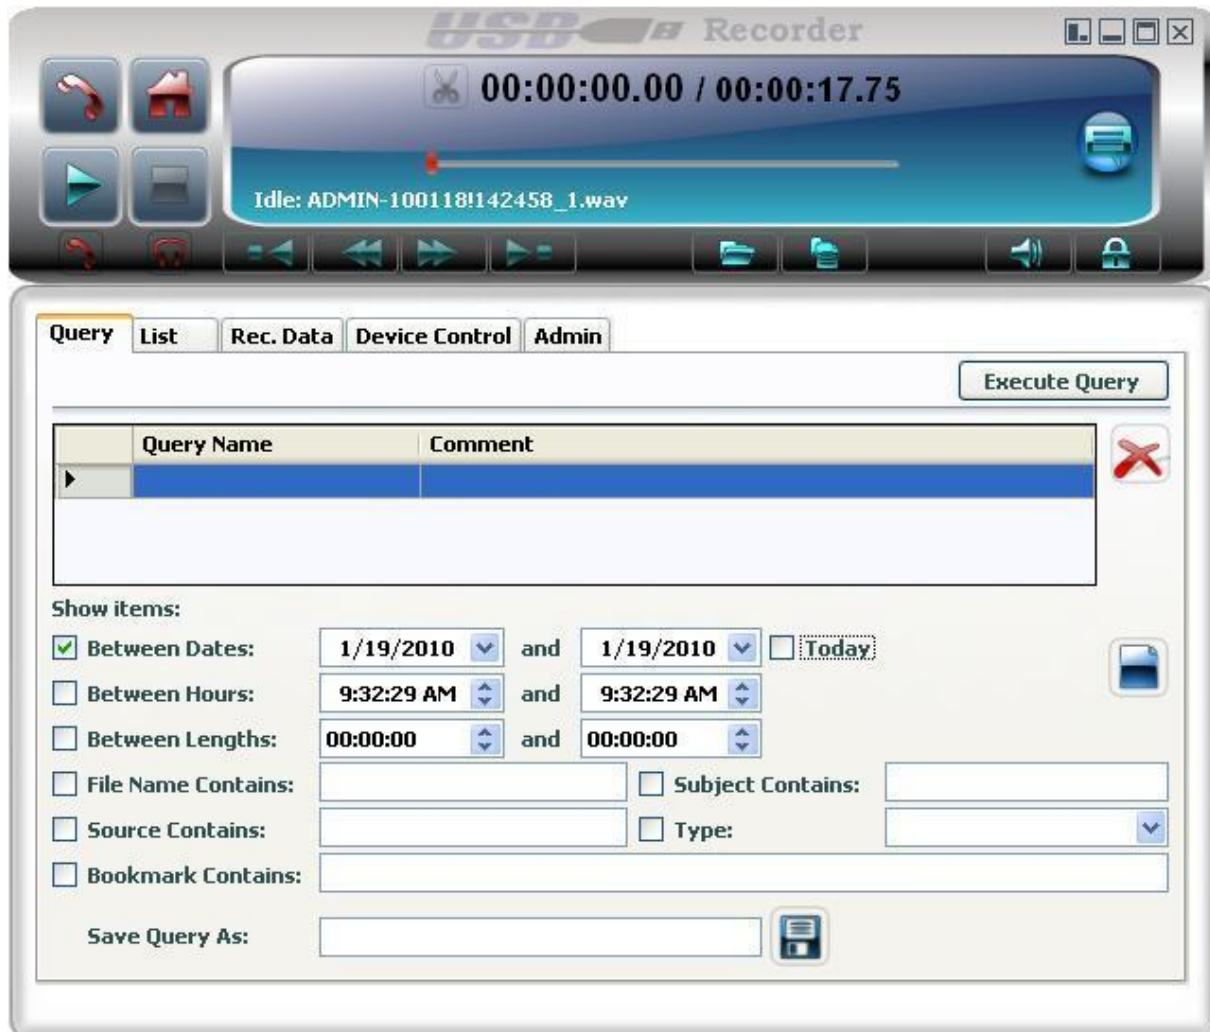 USB Recorder
00:00:00.00 / 00:00:17.75
Idle: ADMIN-100118!142458_1.wav
Query List Rec. Data Device Control Admin
Execute Query
Query Name Comment
Show items:
Between Dates: 1/19/2010 and 1/19/2010 Today
Between Hours: 9:32:29 AM and 9:32:29 AM
Between Lengths: 00:00:00 and 00:00:00
File Name Contains: Subject Contains:
Source Contains: Type:
Bookmark Contains:
Save Query As: